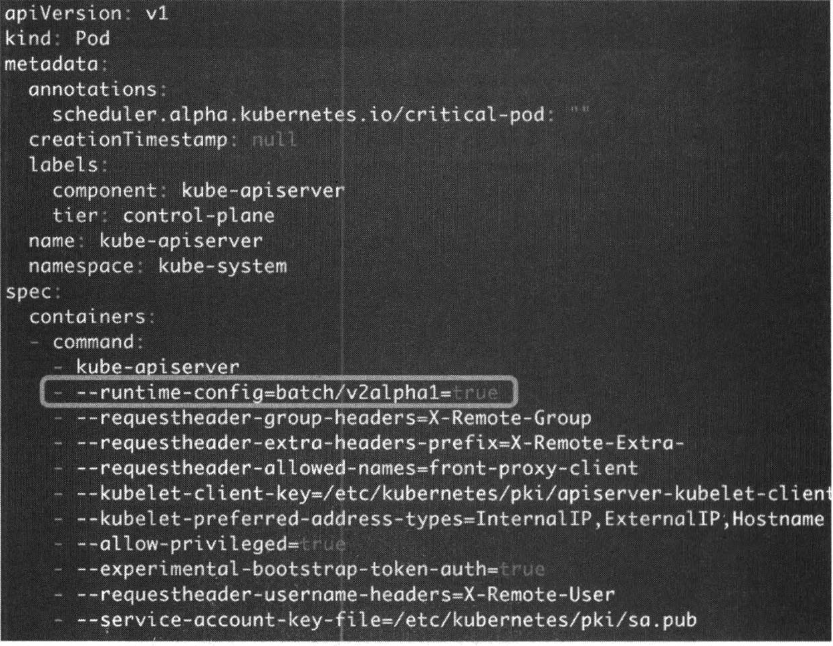 apiVersion: v1
kind: Pod
metadata:
  annotations:
    scheduler.alpha.kubernetes.io/critical-pod: ""
  creationTimestamp: null
  labels:
    component: kube-apiserver
    tier: control-plane
  name: kube-apiserver
  namespace: kube-system
spec:
  containers:
  - command:
    - kube-apiserver
    - --runtime-config=batch/v2alpha1=true
    - --requestheader-group-headers=X-Remote-Group
    - --requestheader-extra-headers-prefix=X-Remote-Extra-
    - --requestheader-allowed-names=front-proxy-client
    - --kubelet-client-key=/etc/kubernetes/pki/apiserver-kubelet-client
    - --kubelet-preferred-address-types=InternalIP,ExternalIP,Hostname
    - --allow-privileged=true
    - --experimental-bootstrap-token-auth=true
    - --requestheader-username-headers=X-Remote-User
    - --service-account-key-file=/etc/kubernetes/pki/sa.pub